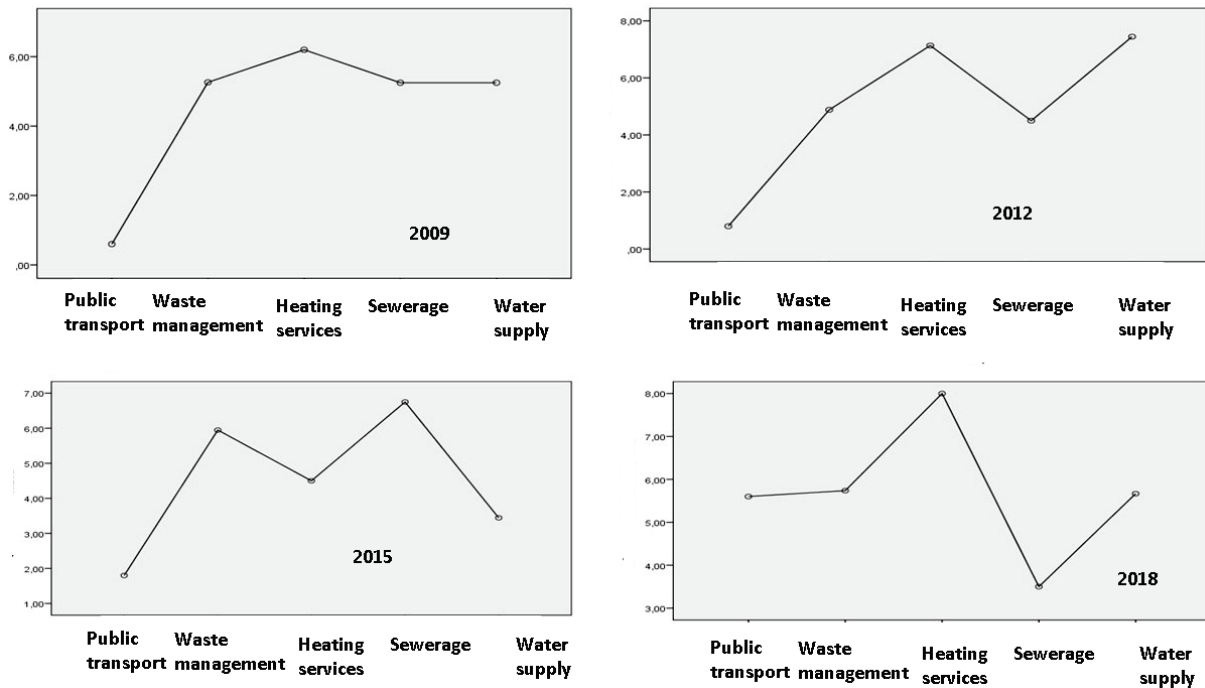 6,00
4,00
2,00
,00
2009
Public transport
Waste management
Heating services
Sewerage
Water supply
8,00
6,00
4,00
2,00
,00
2012
Public transport
Waste management
Heating services
Sewerage
Water supply
7,00
6,00
5,00
4,00
3,00
2,00
1,00
2015
Public transport
Waste management
Heating services
Sewerage
Water supply
8,00
7,00
6,00
5,00
4,00
3,00
2018
Public transport
Waste management
Heating services
Sewerage
Water supply